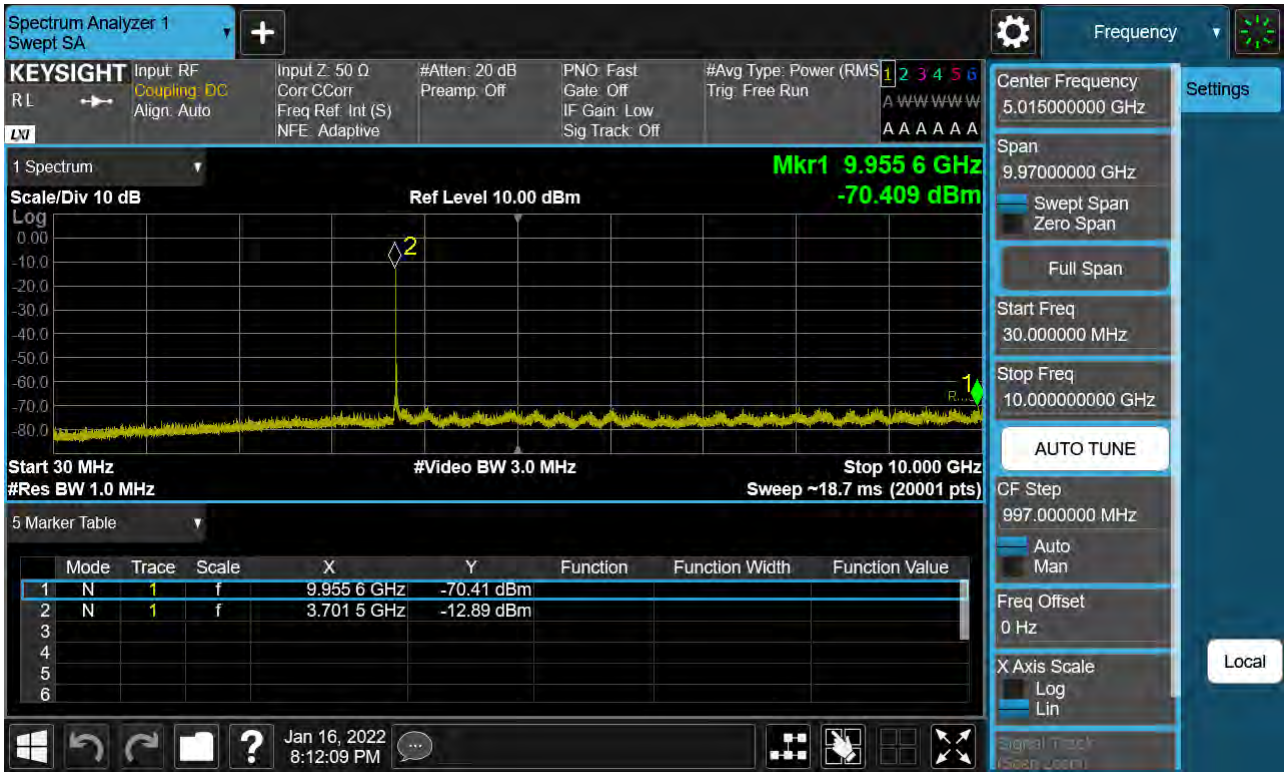 Spectrum Analyzer 1
Swept SA
Frequency
KEYSIGHT
RL
LXI
Input: RF
Coupling: DC
Align: Auto
Input Z: 50 Ω
Corr CCorr
Freq Ref: Int (S)
NFE: Adaptive
#Atten: 20 dB
Preamp: Off
PNO: Fast
Gate: Off
IF Gain: Low
Sig Track: Off
#Avg Type: Power (RMS
Trig: Free Run
1 2 3 4 5 6
A W W W W W
A A A A A A
1 Spectrum
Mkr1 9.955 6 GHz
-70.409 dBm
Scale/Div 10 dB
Ref Level 10.00 dBm
Log
0.00
-10.0
-20.0
-30.0
-40.0
-50.0
-60.0
-70.0
-80.0
2
1
Start 30 MHz
#Video BW 3.0 MHz
Stop 10.000 GHz
#Res BW 1.0 MHz
Sweep ~18.7 ms (20001 pts)
5 Marker Table
Mode Trace Scale X Y Function Function Width Function Value
1 N 1 f 9.955 6 GHz -70.41 dBm
2 N 1 f 3.701 5 GHz -12.89 dBm
3
4
5
6
Jan 16, 2022
8:12:09 PM
Center Frequency
5.015000000 GHz
Span
9.97000000 GHz
Swept Span
Zero Span
Full Span
Start Freq
30.000000 MHz
Stop Freq
10.000000000 GHz
AUTO TUNE
CF Step
997.000000 MHz
Auto
Man
Freq Offset
0 Hz
X Axis Scale
Log
Lin
Signal Track
(Span Zoom)
Settings
Local